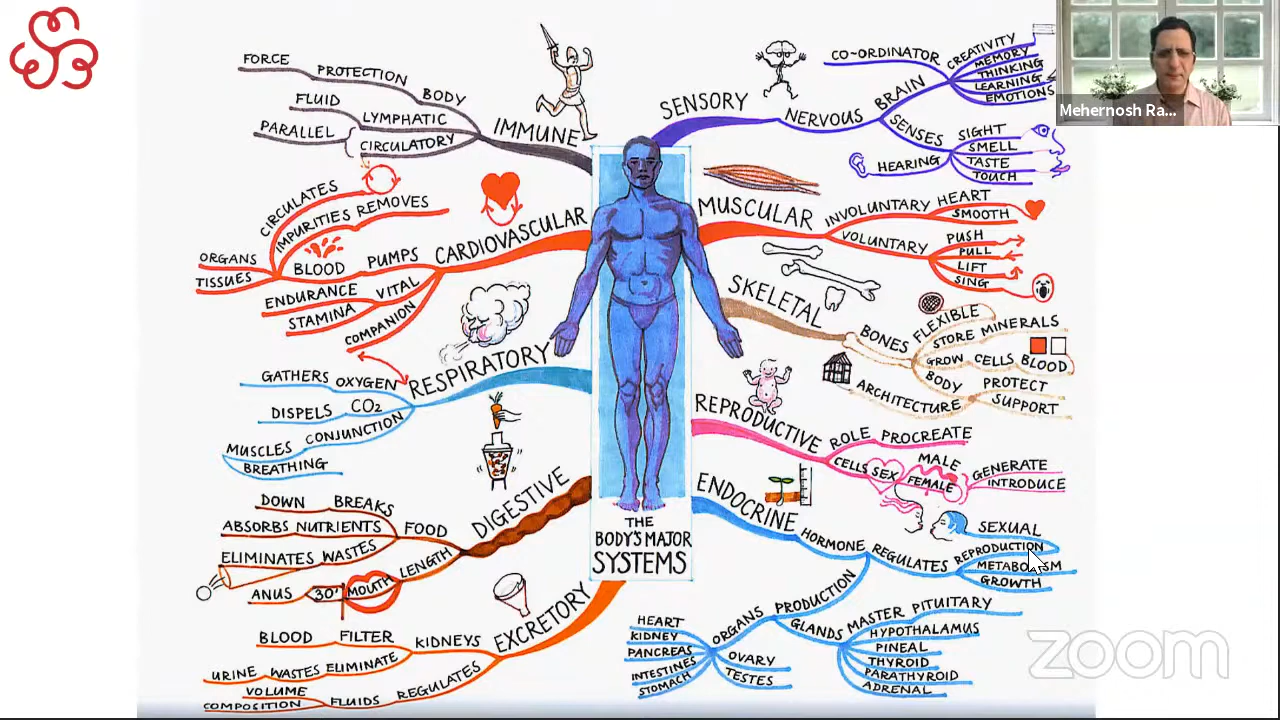 FORCE
PROTECTION
BODY
FLUID
LYMPHATIC
PARALLEL
CIRCULATORY
IMMUNE
CIRCULATES
IMPURITIES REMOVES
ORGANS
TISSUES
BLOOD PUMPS
ENDURANCE VITAL
STAMINA
COMPANION
CARDIOVASCULAR
GATHERS OXYGEN
DISPELS CO2
MUSCLES CONJUNCTION
BREATHING
RESPIRATORY
DOWN BREAKS
ABSORBS NUTRIENTS FOOD
ELIMINATES WASTES
ANUS 30' MOUTH LENGTH
DIGESTIVE
BLOOD FILTER KIDNEYS
URINE WASTES ELIMINATE
VOLUME
COMPOSITION FLUIDS REGULATES
EXCRETORY
THE
BODY'S MAJOR
SYSTEMS
SENSORY
NERVOUS
BRAIN
CO-ORDINATOR
CREATIVITY
MEMORY
THINKING
LEARNING
EMOTIONS
SENSES
SIGHT
SMELL
TASTE
TOUCH
HEARING
MUSCULAR
INVOLUNTARY HEART
SMOOTH
VOLUNTARY
PUSH
PULL
LIFT
SING
SKELETAL
BONES
FLEXIBLE
STORE MINERALS
GROW CELLS BLOOD
BODY PROTECT
SUPPORT
ARCHITECTURE
REPRODUCTIVE
ROLE PROCREATE
CELLS SEX
MALE
FEMALE
GENERATE
INTRODUCE
ENDOCRINE
HORMONE
REGULATES
SEXUAL
REPRODUCTION
METABOLISM
GROWTH
PRODUCTION
ORGANS
HEART
KIDNEY
PANCREAS
INTESTINES
STOMACH
OVARY
TESTES
GLANDS MASTER PITUITARY
HYPOTHALAMUS
PINEAL
THYROID
PARATHYROID
ADRENAL
Mehernosh Ra...
zoom